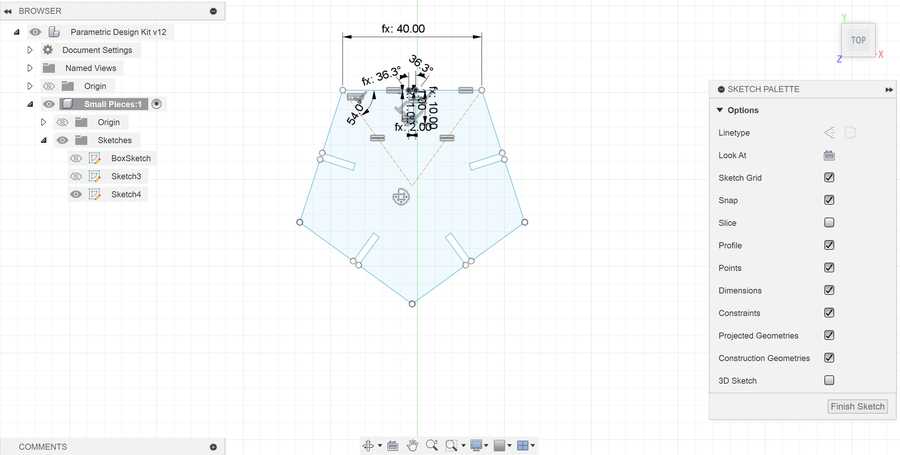 BROWSER
Parametric Design Kit v12
Document Settings
Named Views
Origin
Small Pieces:1
Origin
Sketches
BoxSketch
Sketch3
Sketch4
COMMENTS
fx: 40.00
fx: 36.3°
36.3°
54.0°
10.00
fx: 2.00
TOP
Y
X
Z
SKETCH PALETTE
Options
Linetype
Look At
Sketch Grid
Snap
Slice
Profile
Points
Dimensions
Constraints
Projected Geometries
Construction Geometries
3D Sketch
Finish Sketch